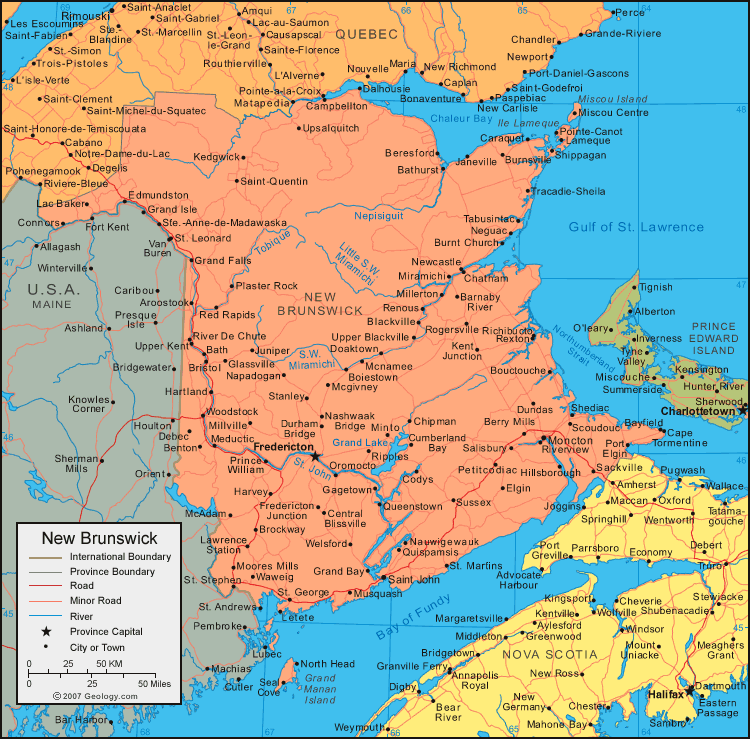 Les Escoumins
Rimouski
Saint-Anaclet
Saint-Gabriel
Amqui
Lac-au-Saumon
Causapscal
Saint-Fabien
Ste.-
Blandine
St.-Marcellin
St.-Leon-
le-Grand
Sainte-Florence
QUEBEC
Perce
Grande-Riviere
Chandler
Newport
St.-Simon
Trois-Pistoles
Routhierville
L'Alverne
Nouvelle
Maria
New Richmond
Port-Daniel-Gascons
L'isle-Verte
Pointe-a-la-Croix
Dalhousie
Caplan
Saint-Godefroi
Saint-Clement
Matapedia
Campbellton
Bonaventure
Paspebiac
New Carlisle
Miscou Island
Miscou Centre
Saint-Michel-du-Squatec
Chaleur Bay
Ile Lameque
Saint-Honore-de-Temiscouata
Upsalquitch
Caraquet
Pointe-Canot
Lameque
Cabano
Notre-Dame-du-Lac
Kedgwick
Beresford
Janeville
Burnsville
Shippagan
Pohenegamook
Degelis
Bathurst
Riviere-Bleue
Saint-Quentin
Tracadie-Sheila
Lac Baker
Edmundston
Grand Isle
Nepisiguit
Connors
Fort Kent
Ste.-Anne-de-Madawaska
Tabusintac
Neguac
Gulf of St. Lawrence
Allagash
Van
Buren
St. Leonard
Tobique
Little S.W.
Miramichi
Burnt Church
Winterville
Grand Falls
Newcastle
Miramichi
Chatham
U.S.A.
MAINE
Caribou
Aroostook
Plaster Rock
Millerton
Barnaby
River
Tignish
NEW
BRUNSWICK
Renous
Alberton
Presque
Isle
Red Rapids
Blackville
Ashland
Rogersville
Richibucto
Rexton
O'leary
PRINCE
EDWARD
ISLAND
Inverness
River De Chute
Upper Blackville
Northumberland
Strait
Upper Kent
Bath
Juniper
Doaktown
Kent
Junction
Tyne
Valley
S.W.
Miramichi
Bridgewater
Bristol
Glassville
Napadogan
Mcnamee
Boiestown
Mcgivney
Bouctouche
Miscouche
Summerside
Kensington
Hunter River
Sherwood
Charlottetown
Hartland
Stanley
Knowles
Corner
Woodstock
Nashwaak
Bridge
Dundas
Shediac
Houlton
Millville
Durham
Bridge
Minto
Chipman
Berry Mills
Scoudouc
Bayfield
Debec
Meductic
Fredericton
Grand Lake
Cumberland
Bay
Moncton
Riverview
Port
Elgin
Cape
Tormentine
Benton
Ripples
Salisbury
Sherman
Mills
Prince
William
St. John
Oromocto
Petitcodiac
Hillsborough
Sackville
Pugwash
Orient
Codys
Amherst
Wallace
Harvey
Gagetown
Elgin
Maccan
Oxford
McAdam
Fredericton
Junction
Central
Blissville
Queenstown
Sussex
Joggins
Springhill
Wentworth
Tatama-
gouche
Brockway
Lawrence
Station
Welsford
Nauwigewauk
Quispamsis
Port
Greville
Parrsboro
Economy
Debert
Moores Mills
Waweig
Grand Bay
St. Martins
Advocate
Harbour
Truro
St. Stephen
Saint John
St. George
Musquash
St. Andrews
Letete
Bay of Fundy
Kingsport
Cheverie
Stewiacke
Pembroke
Margaretsville
Kentville
Wolfville
Shubenacadie
Aylesford
Greenwood
Windsor
Middleton
Mount
Uniacke
Meaghers
Grant
Lubec
Bridgetown
NOVA SCOTIA
Machias
North Head
Granville Ferry
Annapolis
Royal
New Ross
Cutler
Seal
Cove
Grand
Manan
Island
Digby
Halifax
Dartmouth
Bear
River
New
Germany
Chester
Eastern
Passage
Bar Harbor
Weymouth
Mahone Bay
Sambro
New Brunswick
International Boundary
Province Boundary
Road
Minor Road
River
Province Capital
City or Town
0 25 50 KM
0 25 50 Miles
© 2007 Geology.com
69
68
67
66
65
64
48
47
46
45
68
67
66
65
64
48
47
46
45